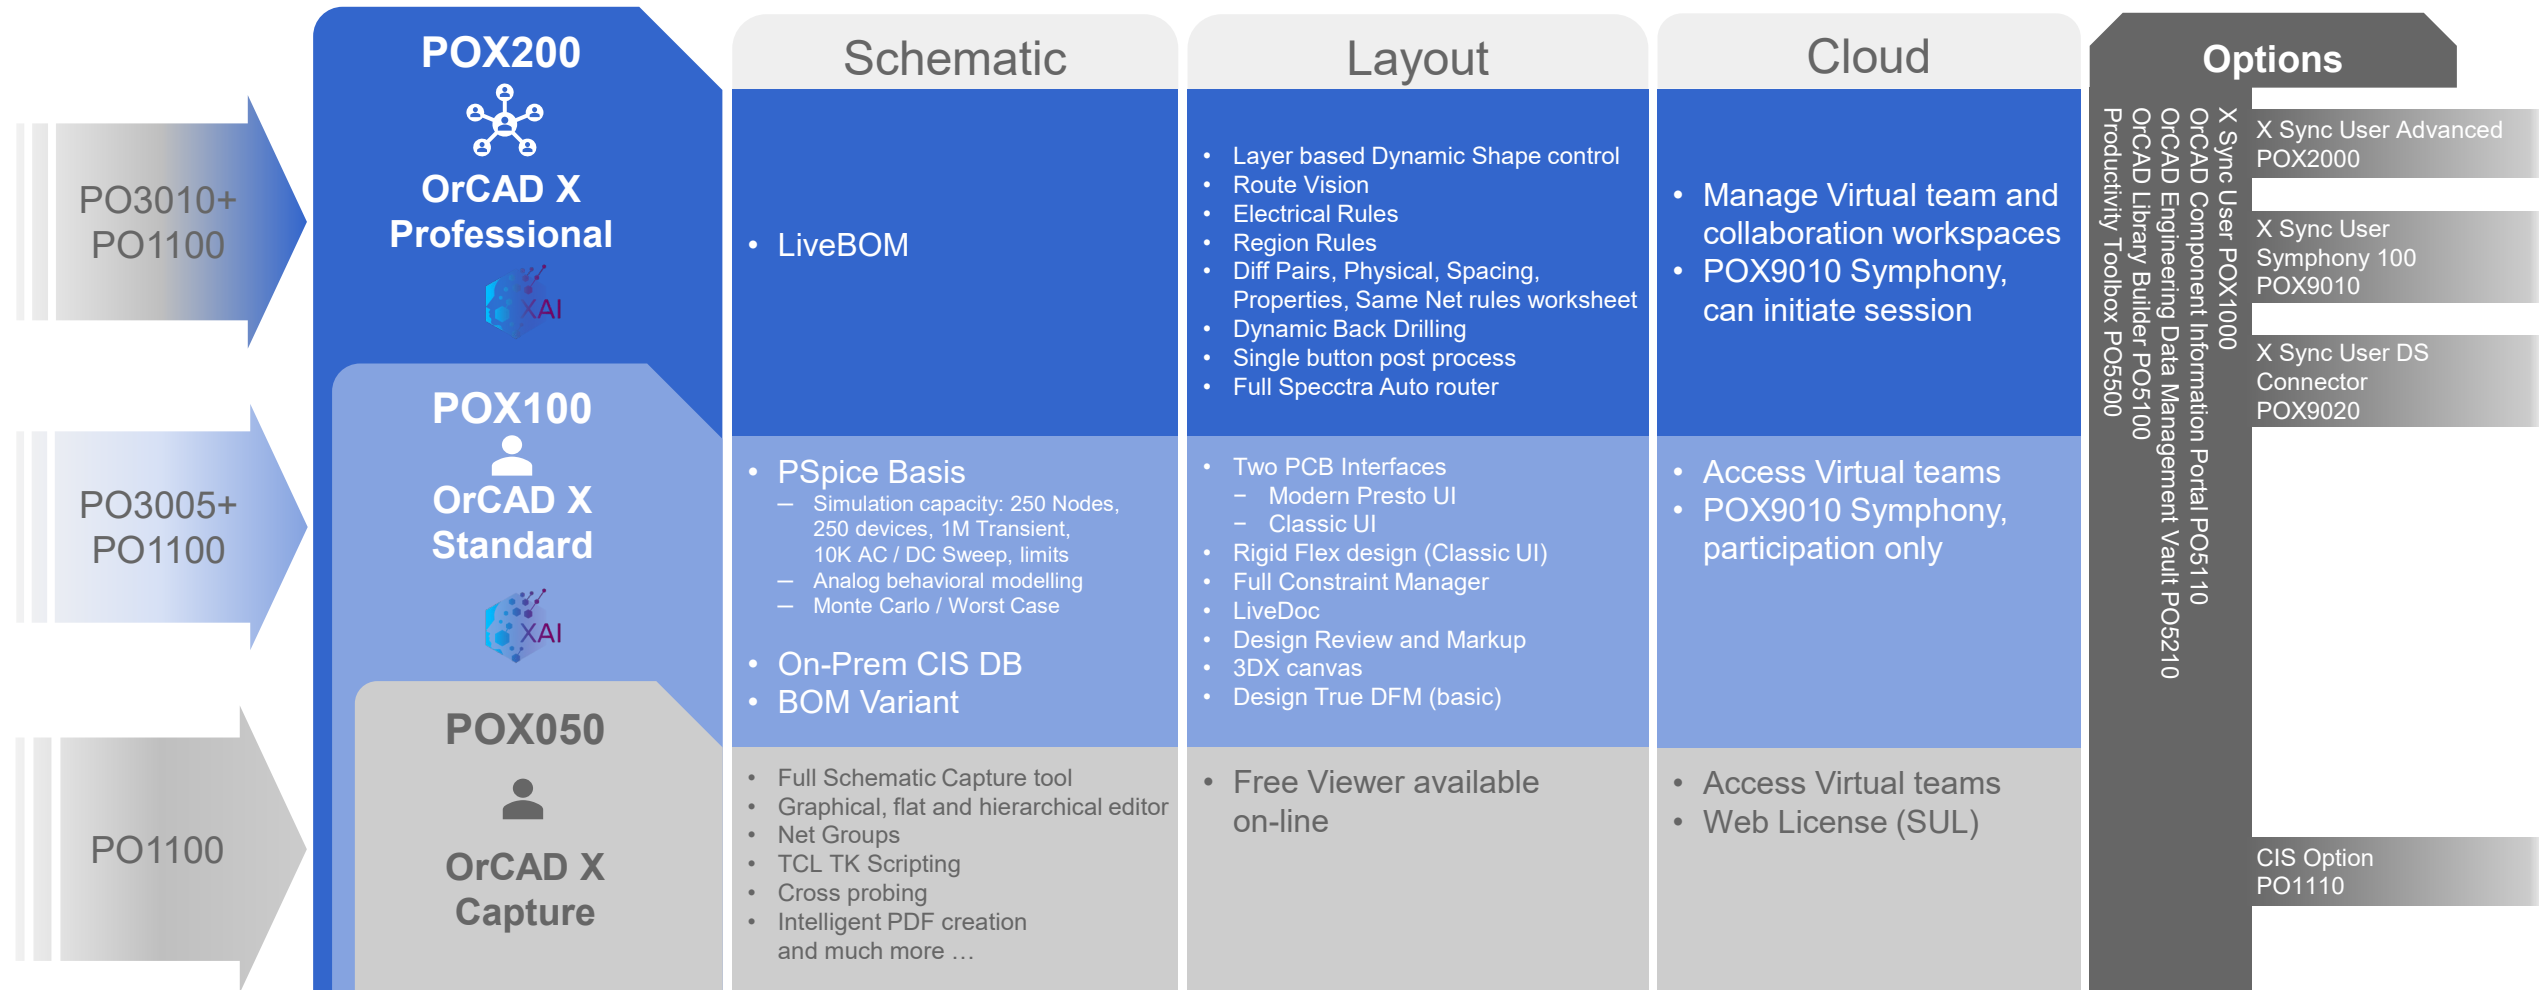 PO3010+
PO1100
PO3005+
PO1100
PO1100
POX200
OrCAD X
Professional
XAI
POX100
OrCAD X
Standard
XAI
POX050
OrCAD X
Capture
Schematic
• LiveBOM
• PSpice Basis
– Simulation capacity: 250 Nodes,
250 devices, 1M Transient,
10K AC / DC Sweep, limits
– Analog behavioral modelling
– Monte Carlo / Worst Case
• On-Prem CIS DB
• BOM Variant
• Full Schematic Capture tool
• Graphical, flat and hierarchical editor
• Net Groups
• TCL TK Scripting
• Cross probing
• Intelligent PDF creation
and much more …
Layout
• Layer based Dynamic Shape control
• Route Vision
• Electrical Rules
• Region Rules
• Diff Pairs, Physical, Spacing,
Properties, Same Net rules worksheet
• Dynamic Back Drilling
• Single button post process
• Full Specctra Auto router
• Two PCB Interfaces
– Modern Presto UI
– Classic UI
• Rigid Flex design (Classic UI)
• Full Constraint Manager
• LiveDoc
• Design Review and Markup
• 3DX canvas
• Design True DFM (basic)
• Free Viewer available
on-line
Cloud
• Manage Virtual team and
collaboration workspaces
• POX9010 Symphony,
can initiate session
• Access Virtual teams
• POX9010 Symphony,
participation only
• Access Virtual teams
• Web License (SUL)
Options
X Sync User POX1000
OrCAD Component Information Portal PO5110
OrCAD Engineering Data Management Vault PO5210
OrCAD Library Builder PO5100
Productivity Toolbox PO5500
X Sync User Advanced
POX2000
X Sync User
Symphony 100
POX9010
X Sync User DS
Connector
POX9020
CIS Option
PO1110